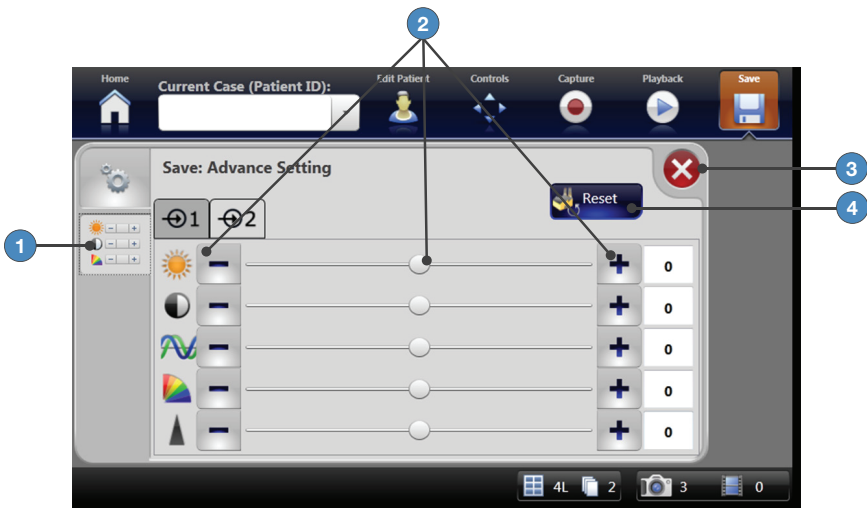 2
Home
Edit Patient
Controls
Capture
Playback
Save
Current Case (Patient ID):
Save: Advance Setting
3
Reset
4
1
2
1
0
0
0
0
0
4L
2
3
0